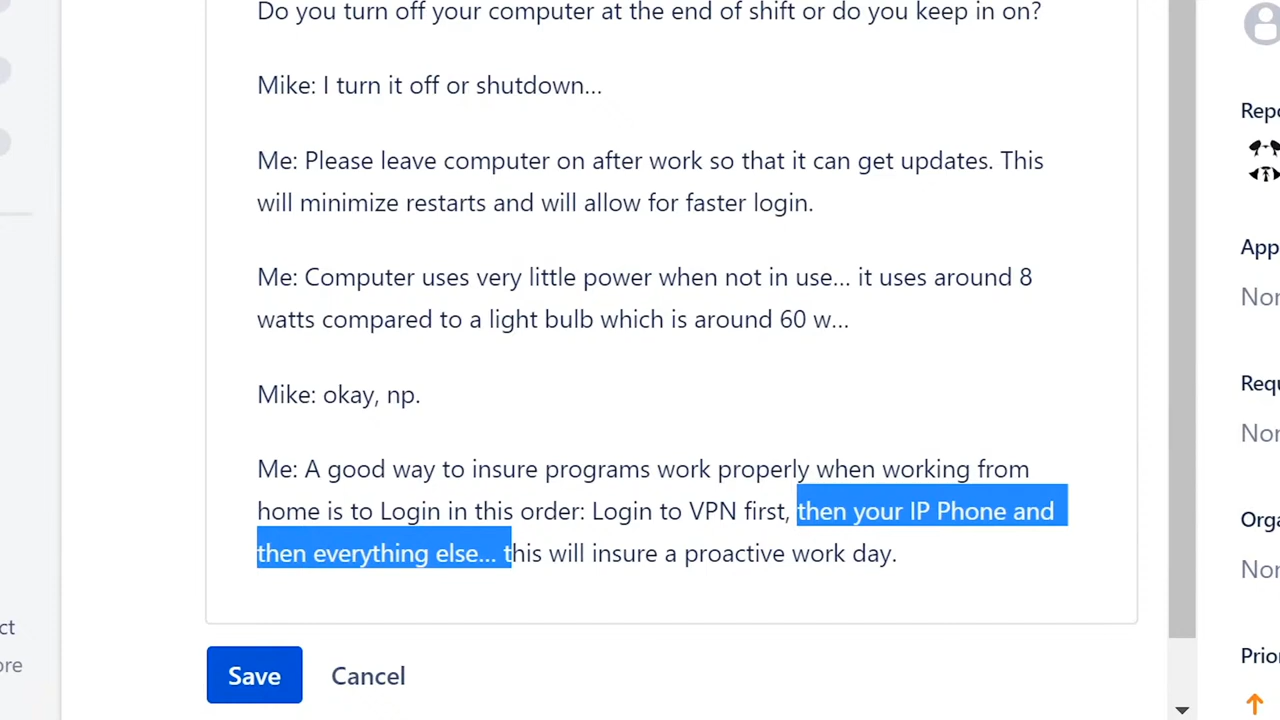 Do you turn off your computer at the end of shift or do you keep in on?
Mike: I turn it off or shutdown...
Me: Please leave computer on after work so that it can get updates. This
will minimize restarts and will allow for faster login.
Me: Computer uses very little power when not in use... it uses around 8
watts compared to a light bulb which is around 60 w...
Mike: okay, np.
Me: A good way to insure programs work properly when working from
home is to Login in this order: Login to VPN first, then your IP Phone and
then everything else... this will insure a proactive work day.
Save Cancel
ct
ore
Repo
App
Nor
Requ
Nor
Orga
Nor
Prior